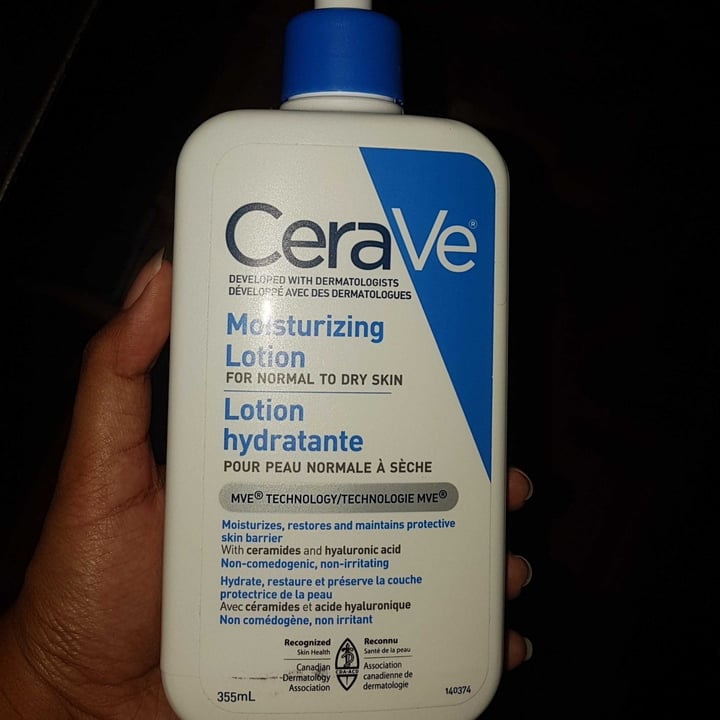 CeraVe®
DEVELOPED WITH DERMATOLOGISTS
DÉVELOPPÉ AVEC DES DERMATOLOGUES
Moisturizing
Lotion
FOR NORMAL TO DRY SKIN
Lotion
hydratante
POUR PEAU NORMALE À SÈCHE
MVE® TECHNOLOGY/TECHNOLOGIE MVE®
Moisturizes, restores and maintains protective
skin barrier
With ceramides and hyaluronic acid
Non-comedogenic, non-irritating
Hydrate, restaure et préserve la couche
protectrice de la peau
Avec céramides et acide hyaluronique
Non comédogène, non irritant
Recognized
Skin Health
Canadian
Dermatology
Association
CDA-ACD
Reconnu
Santé de la peau
Association
canadienne de
dermatologie
355mL
140374